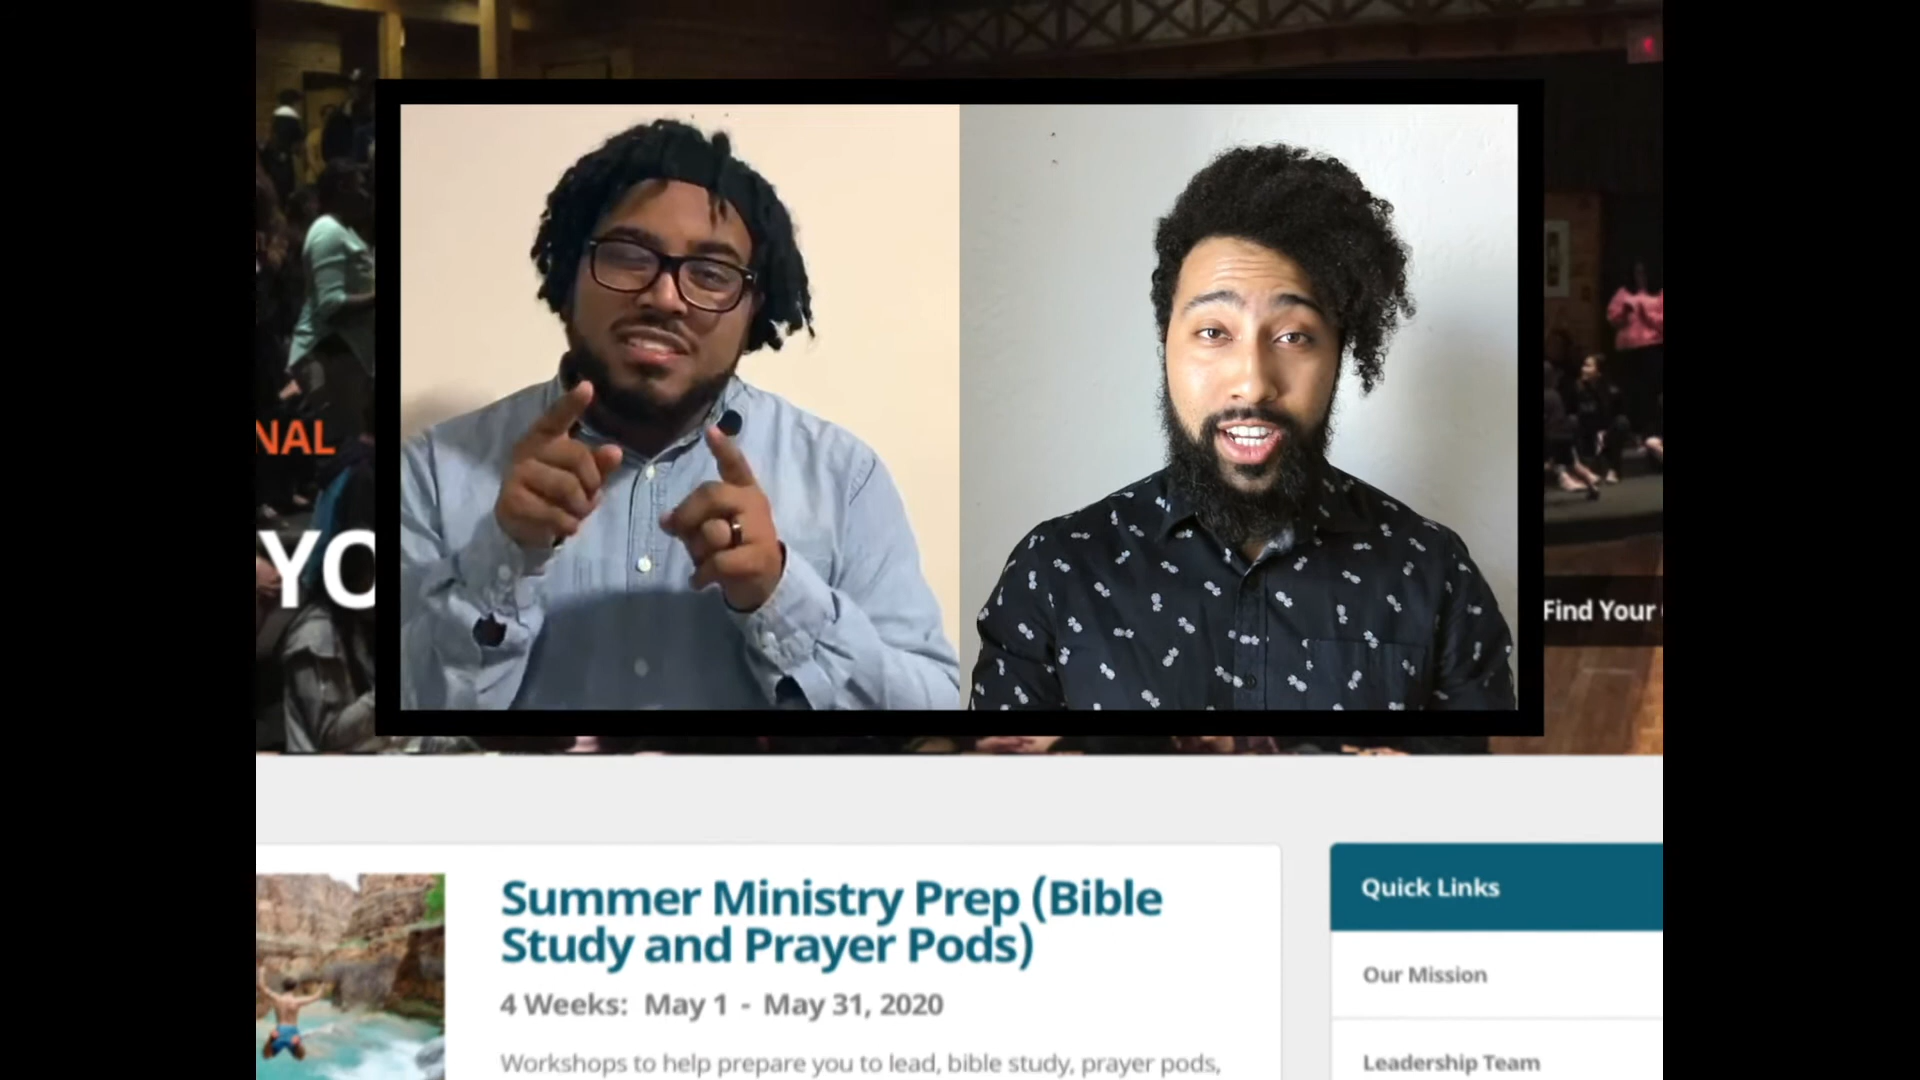 NAL
YO
Find Your
Summer Ministry Prep (Bible
Study and Prayer Pods)
4 Weeks: May 1 - May 31, 2020
Workshops to help prepare you to lead, bible study, prayer pods,
Quick Links
Our Mission
Leadership Team